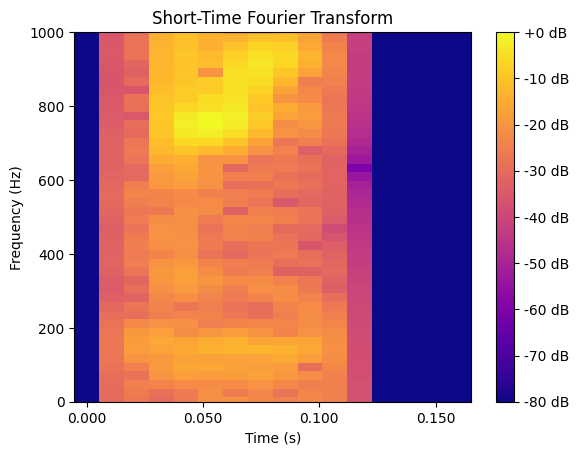 Short-Time Fourier Transform
1000
800
600
400
200
0
Frequency (Hz)
0.000
0.050
0.100
0.150
Time (s)
+0 dB
-10 dB
-20 dB
-30 dB
-40 dB
-50 dB
-60 dB
-70 dB
-80 dB